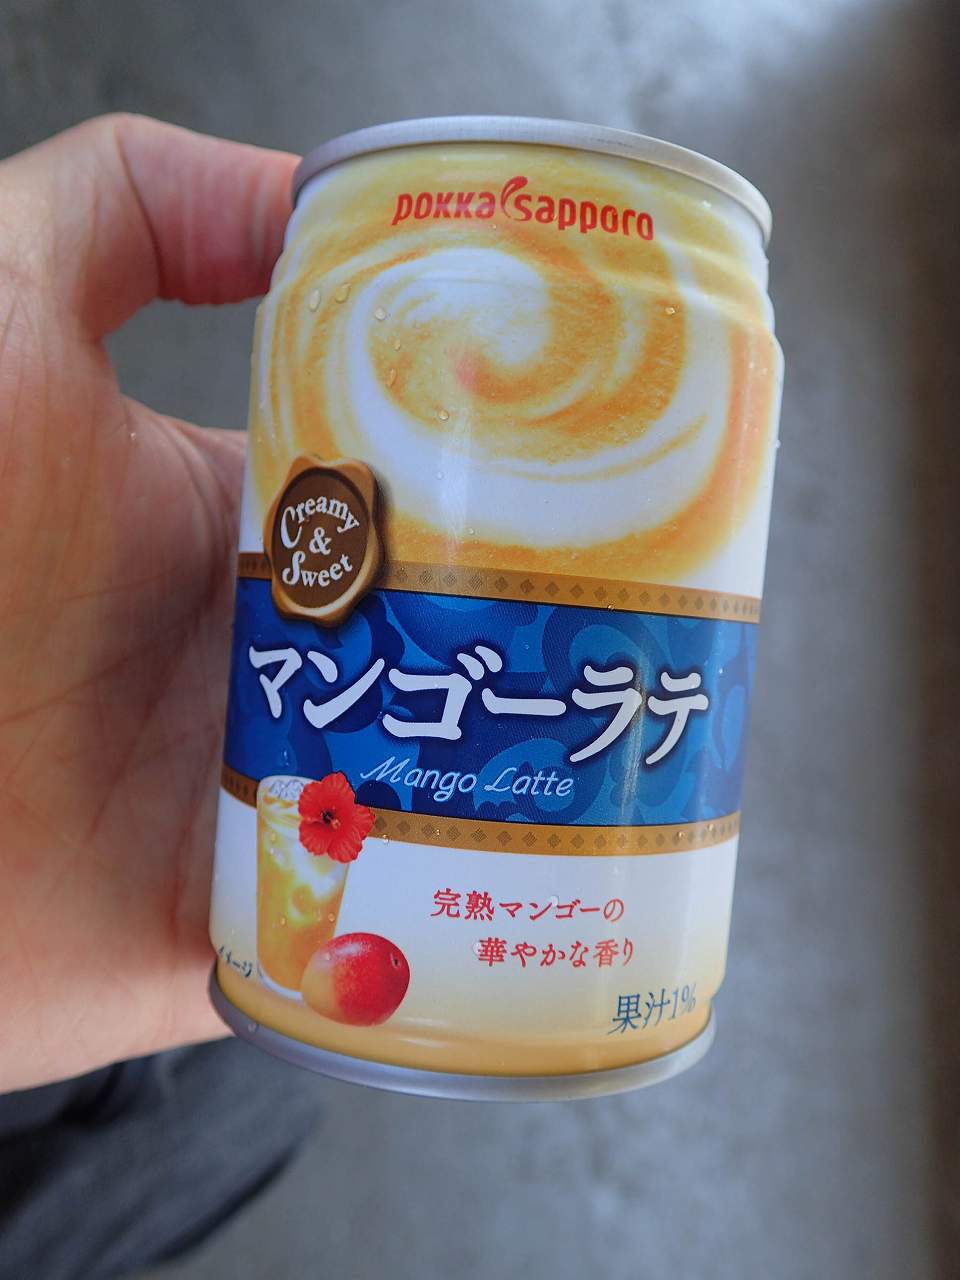 pokka sapporo
Creamy
&
Sweet
マンゴーラテ
Mango Latte
完熟マンゴーの
華やかな香り
イメージ
果汁1%